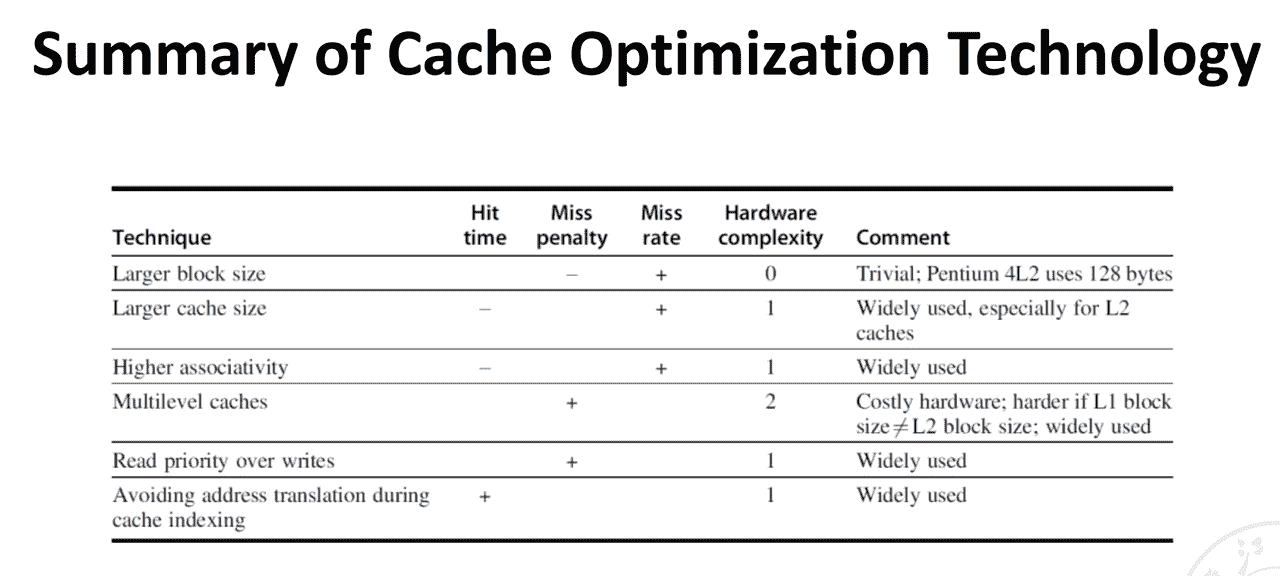 Summary of Cache Optimization Technology
Hit Miss Miss Hardware
Technique time penalty rate complexity Comment
Larger block size – + 0 Trivial; Pentium 4L2 uses 128 bytes
Larger cache size – + 1 Widely used, especially for L2
caches
Higher associativity – + 1 Widely used
Multilevel caches + 2 Costly hardware; harder if L1 block
size≠L2 block size; widely used
Read priority over writes + 1 Widely used
Avoiding address translation during + 1 Widely used
cache indexing